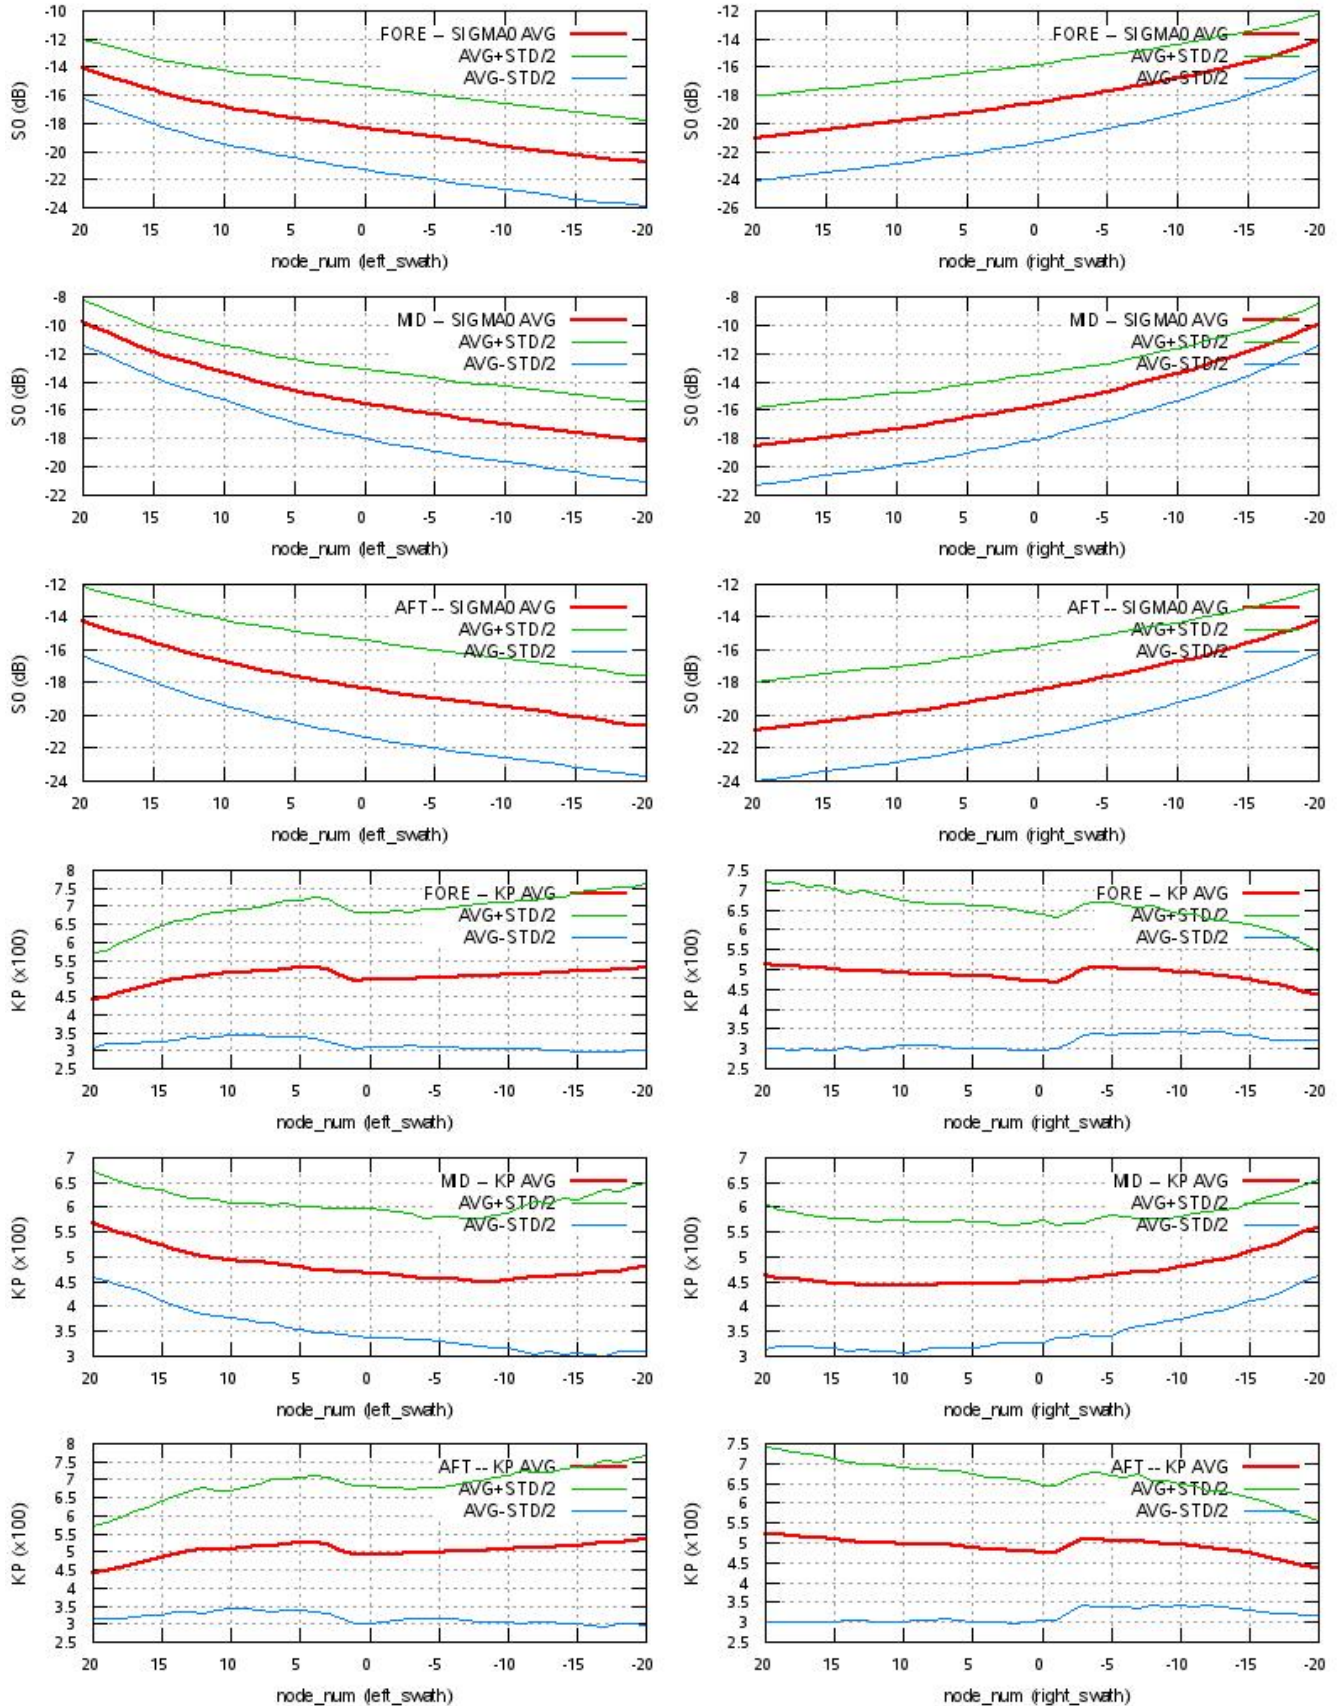 FORE -- SIGMA0 AVG
AVG+STD/2
AVG-STD/2
S0 (dB)
-10
-12
-14
-16
-18
-20
-22
-24
20 15 10 5 0 -5 -10 -15 -20
node_num (left_swath)
FORE -- SIGMA0 AVG
AVG+STD/2
AVG-STD/2
S0 (dB)
-12
-14
-16
-18
-20
-22
-24
-26
20 15 10 5 0 -5 -10 -15 -20
node_num (right_swath)
MID -- SIGMA0 AVG
AVG+STD/2
AVG-STD/2
S0 (dB)
-8
-10
-12
-14
-16
-18
-20
-22
20 15 10 5 0 -5 -10 -15 -20
node_num (left_swath)
MID -- SIGMA0 AVG
AVG+STD/2
AVG-STD/2
S0 (dB)
-8
-10
-12
-14
-16
-18
-20
-22
20 15 10 5 0 -5 -10 -15 -20
node_num (right_swath)
AFT -- SIGMA0 AVG
AVG+STD/2
AVG-STD/2
S0 (dB)
-12
-14
-16
-18
-20
-22
-24
20 15 10 5 0 -5 -10 -15 -20
node_num (left_swath)
AFT -- SIGMA0 AVG
AVG+STD/2
AVG-STD/2
S0 (dB)
-12
-14
-16
-18
-20
-22
-24
20 15 10 5 0 -5 -10 -15 -20
node_num (right_swath)
FORE -- KP AVG
AVG+STD/2
AVG-STD/2
KP (x100)
8
7.5
7
6.5
6
5.5
5
4.5
4
3.5
3
2.5
20 15 10 5 0 -5 -10 -15 -20
node_num (left_swath)
FORE -- KP AVG
AVG+STD/2
AVG-STD/2
KP (x100)
7.5
7
6.5
6
5.5
5
4.5
4
3.5
3
2.5
20 15 10 5 0 -5 -10 -15 -20
node_num (right_swath)
MID -- KP AVG
AVG+STD/2
AVG-STD/2
KP (x100)
7
6.5
6
5.5
5
4.5
4
3.5
3
20 15 10 5 0 -5 -10 -15 -20
node_num (left_swath)
MID -- KP AVG
AVG+STD/2
AVG-STD/2
KP (x100)
7
6.5
6
5.5
5
4.5
4
3.5
3
20 15 10 5 0 -5 -10 -15 -20
node_num (right_swath)
AFT -- KP AVG
AVG+STD/2
AVG-STD/2
KP (x100)
8
7.5
7
6.5
6
5.5
5
4.5
4
3.5
3
2.5
20 15 10 5 0 -5 -10 -15 -20
node_num (left_swath)
AFT -- KP AVG
AVG+STD/2
AVG-STD/2
KP (x100)
7.5
7
6.5
6
5.5
5
4.5
4
3.5
3
2.5
20 15 10 5 0 -5 -10 -15 -20
node_num (right_swath)